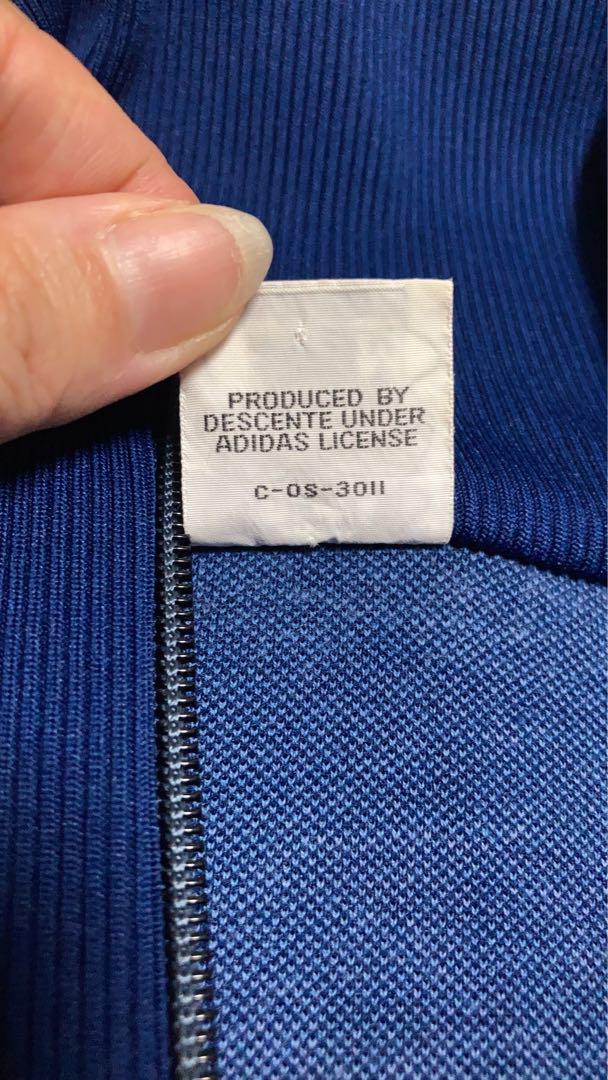 PRODUCED BY
DESCENTE UNDER
ADIDAS LICENSE
C-OS-3011